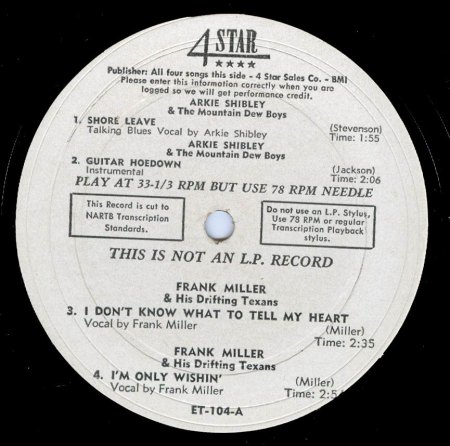 4 STAR
★★★★
Publisher: All four songs this side - 4 Star Sales Co. - BMI
Please enter this information correctly when you are
logged so we will get performance credit.
ARKIE SHIBLEY
& The Mountain Dew Boys
1. SHORE LEAVE (Stevenson)
Talking Blues Vocal by Arkie Shibley Time: 1:55
ARKIE SHIBLEY
& The Mountain Dew Boys
2. GUITAR HOEDOWN (Jackson)
Instrumental Time: 2:06
PLAY AT 33-1/3 RPM BUT USE 78 RPM NEEDLE
This Record is cut to
NARTB Transcription
Standards.
Do not use an L.P. Stylus,
Use 78 RPM or regular
Transcription Playback
stylus.
THIS IS NOT AN L.P. RECORD
FRANK MILLER
& His Drifting Texans
3. I DON'T KNOW WHAT TO TELL MY HEART
Vocal by Frank Miller (Miller)
Time: 2:35
FRANK MILLER
& His Drifting Texans
4. I'M ONLY WISHIN' (Miller)
Vocal by Frank Miller Time:
ET-104-A